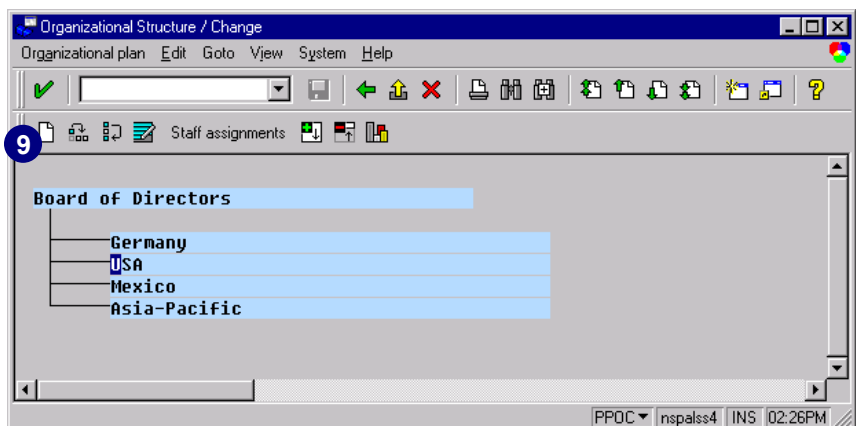 Organizational Structure / Change
Organizational plan Edit Goto View System Help
9 Staff assignments
Board of Directors
Germany
USA
Mexico
Asia-Pacific
PPOC nspalss4 INS 02:26PM